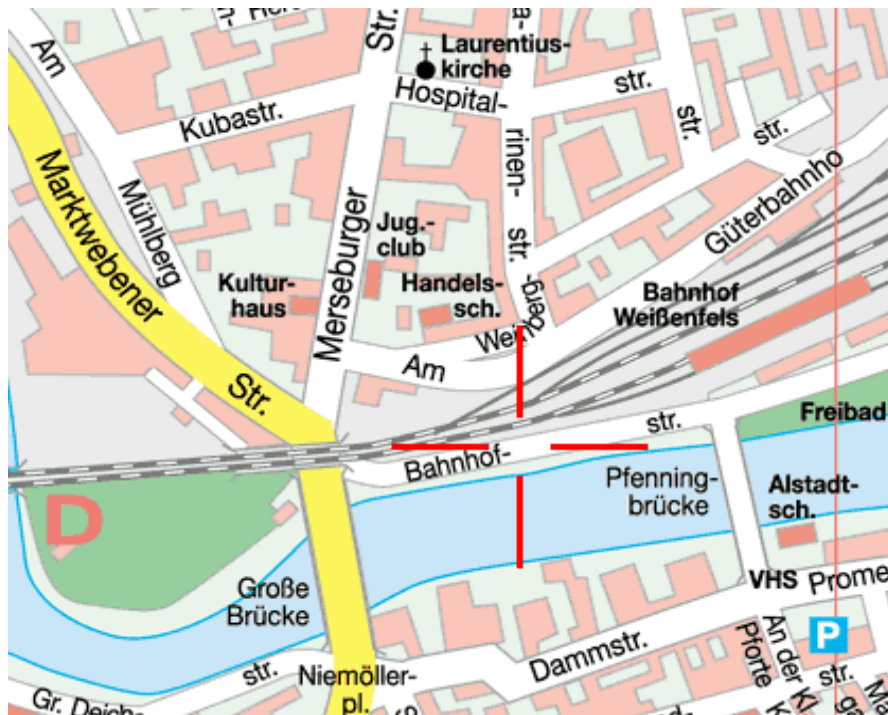 Am
Str.
Laurentius-
kirche
Hospital-
str.
Kubastr.
str.
str.
rinen-
str.
Marktwebener
Str.
Mühlberg
Merseburger
Jug.-
club
Kultur-
haus
Handels-
sch.
Güterbahnho
Bahnhof
Weißenfels
Am
Wein
berg-
str.
Bahnhof-
Freibad
Pfenning-
brücke
Alstadt-
sch.
D
Große
Brücke
VHS
Prome
P
An der Kl
Pforte
str.
Dammstr.
str.
Niemöller-
pl.
Gr. Deich